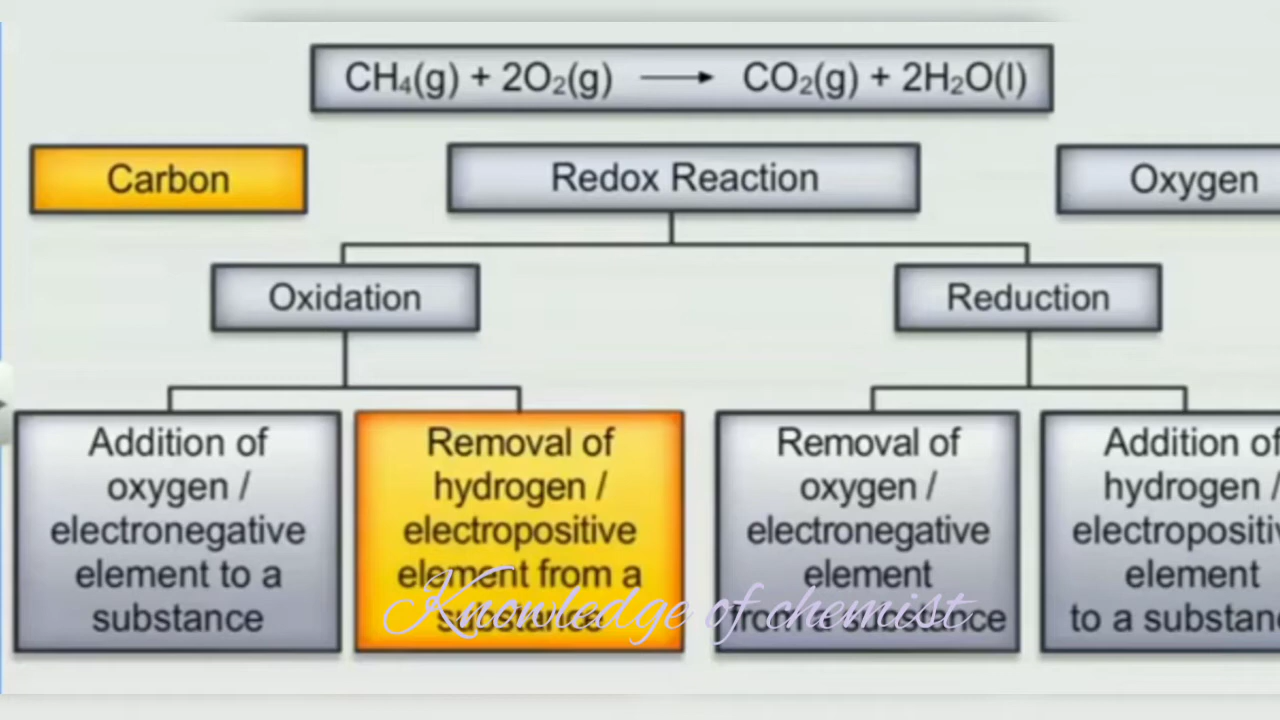 CH₄(g) + 2O₂(g) ⟶ CO₂(g) + 2H₂O(l)
Carbon
Redox Reaction
Oxygen
Oxidation
Reduction
Addition of
oxygen /
electronegative
element to a
substance
Removal of
hydrogen /
electropositive
element from a
substance
Removal of
oxygen /
electronegative
element
from a substance
Addition of
hydrogen /
electropositi
element
to a substan
Knowledge of chemist